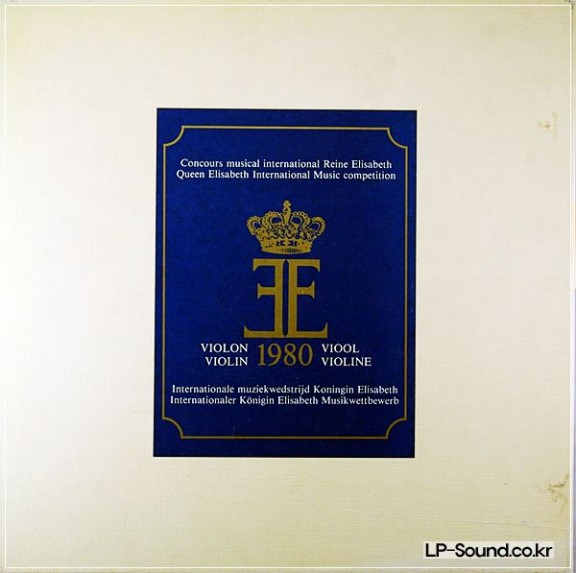 Concours musical international Reine Elisabeth
Queen Elisabeth International Music competition
EE
VIOLON 1980 VIOOL
VIOLIN VIOLINE
Internationale muziekwedstrijd Koningin Elisabeth
Internationaler Königin Elisabeth Musikwettbewerb
LP-Sound.co.kr